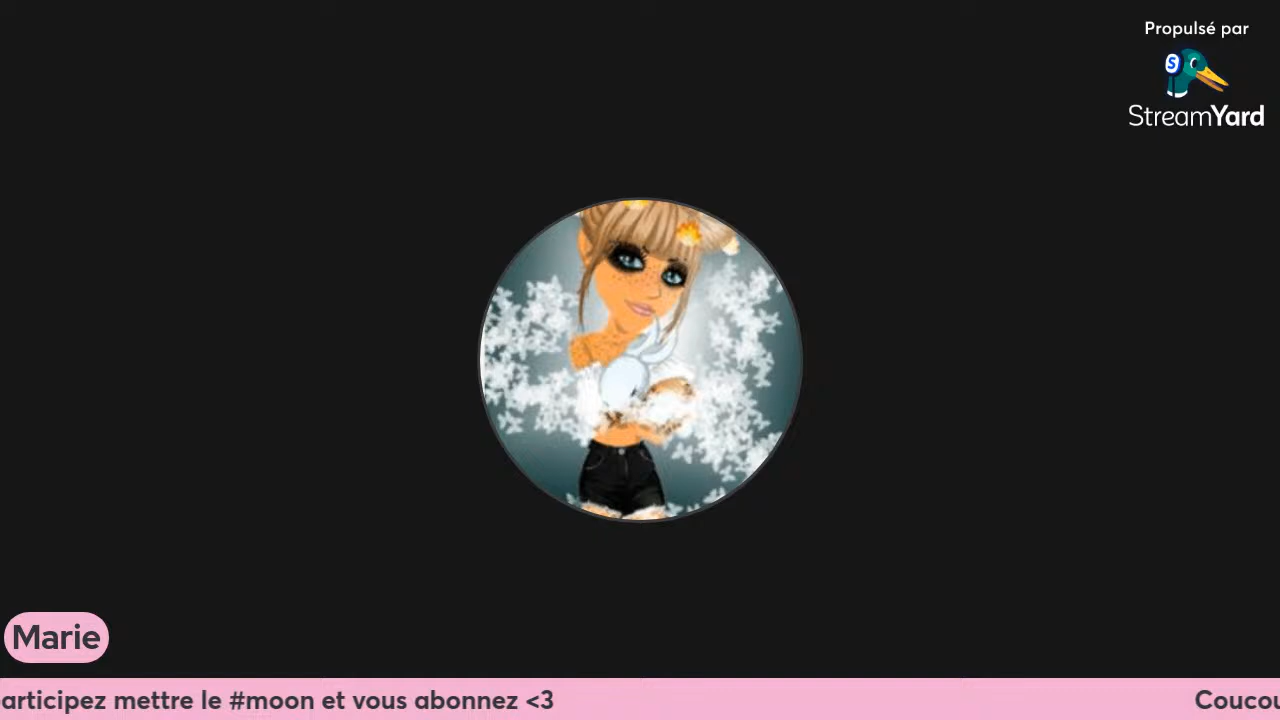 Propulsé par
StreamYard
Marie
articipez mettre le #moon et vous abonnez <3
Coucou